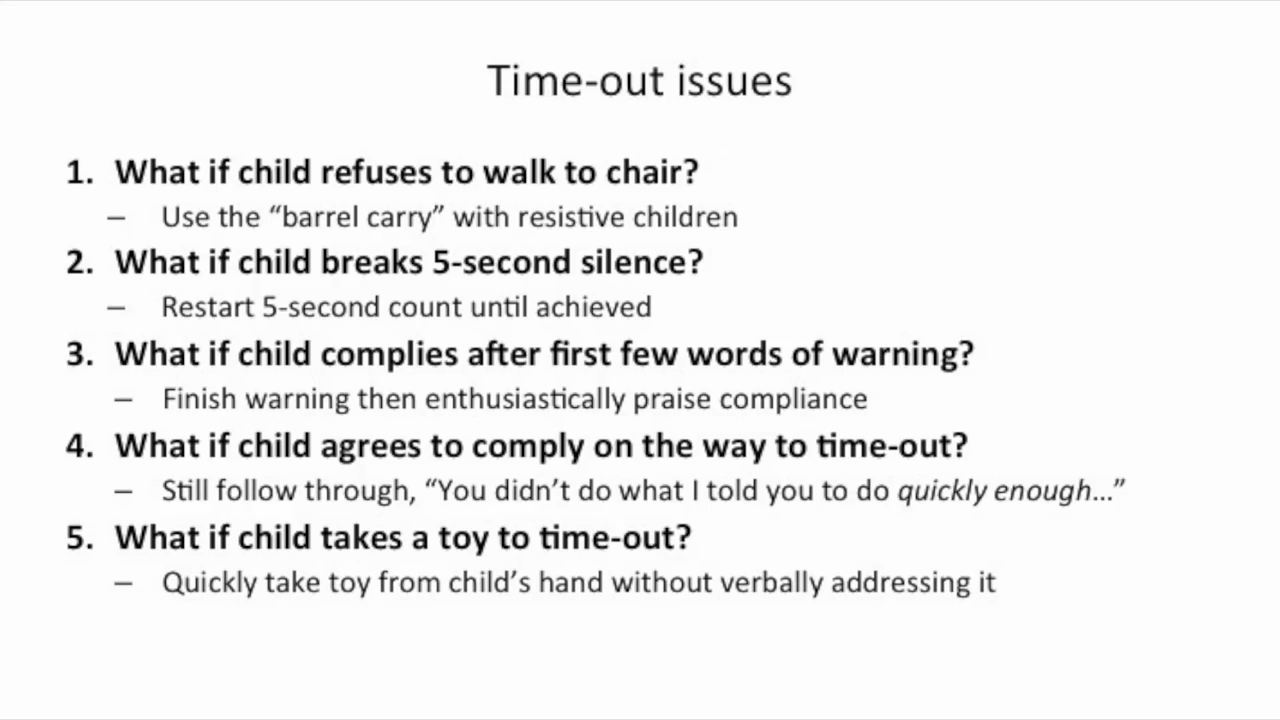 Time-out issues
1. What if child refuses to walk to chair?
– Use the “barrel carry” with resistive children
2. What if child breaks 5-second silence?
– Restart 5-second count until achieved
3. What if child complies after first few words of warning?
– Finish warning then enthusiastically praise compliance
4. What if child agrees to comply on the way to time-out?
– Still follow through, “You didn’t do what I told you to do quickly enough…”
5. What if child takes a toy to time-out?
– Quickly take toy from child’s hand without verbally addressing it